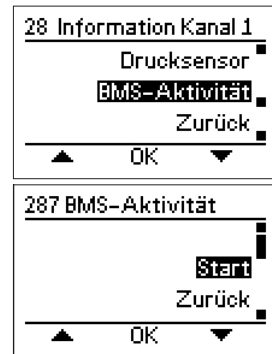 28 Information Kanal 1
Drucksensor
BMS-Aktivität
Zurück
OK
287 BMS-Aktivität
Start
Zurück
OK